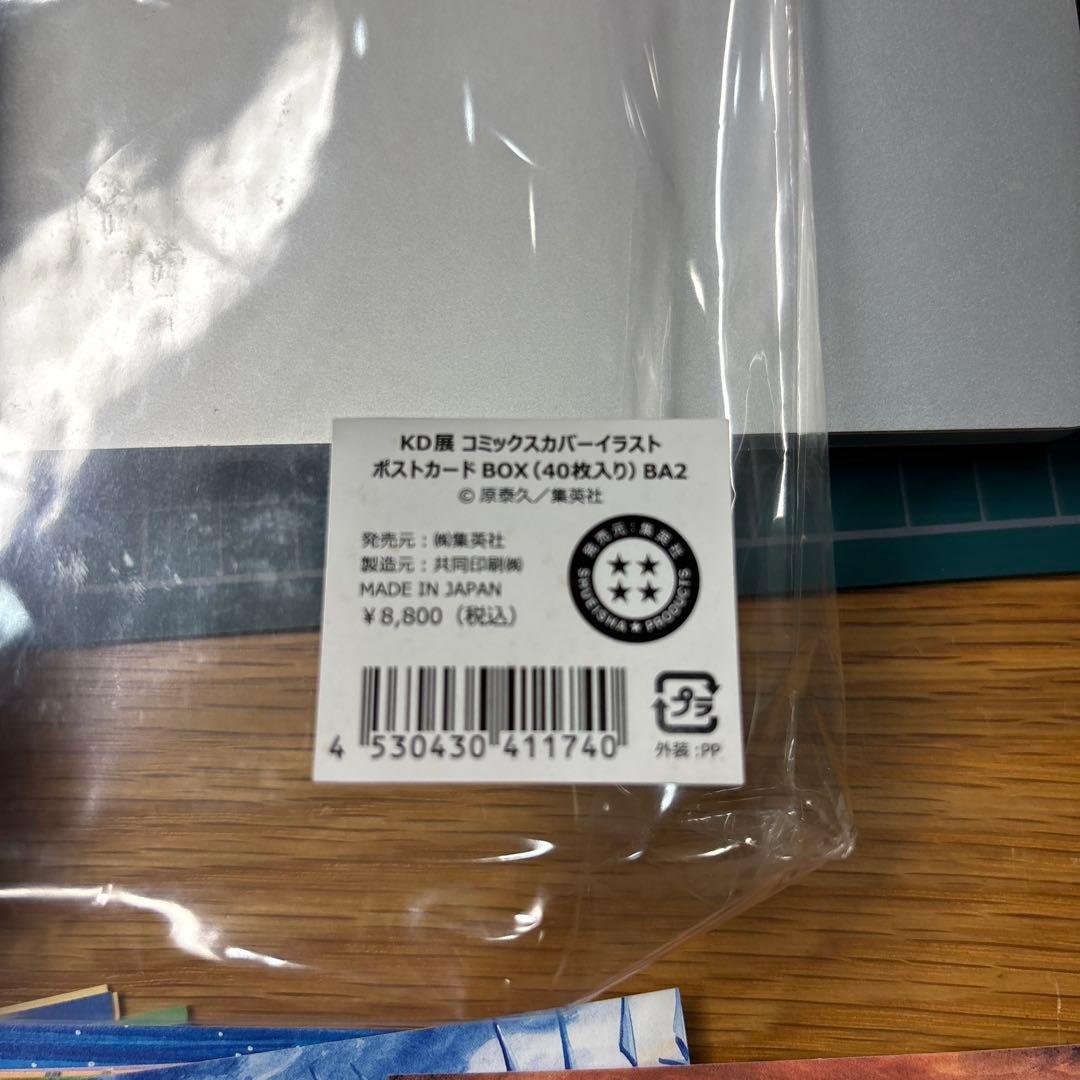 KD展 コミックスカバーイラスト
ポストカードBOX(40枚入り) BA2
© 原泰久／集英社
発売元：㈱集英社
製造元：共同印刷㈱
MADE IN JAPAN
￥8,800（税込）
発売元：集英社
SHUEISHA ★ PRODUCTS
4 530430 411740
プラ
外装:PP